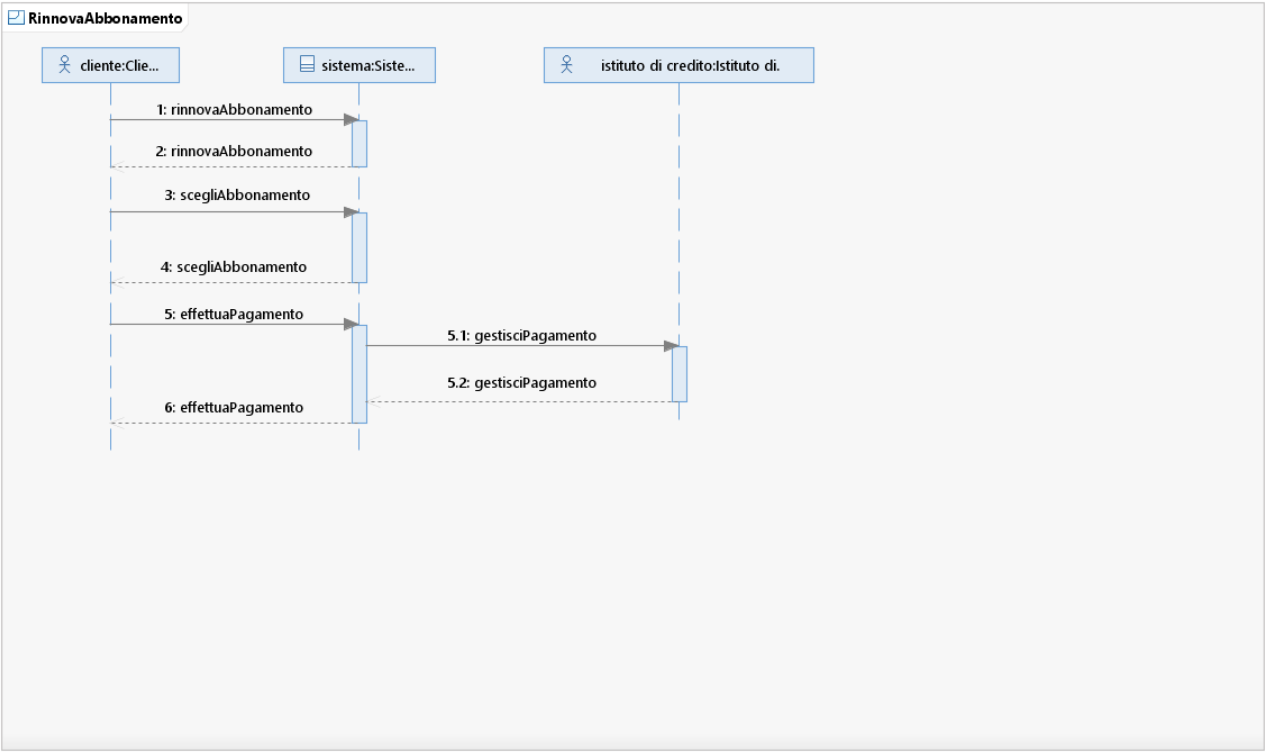 RinnovaAbbonamento
cliente:Clie...
sistema:Siste...
istituto di credito:Istituto di.
1: rinnovaAbbonamento
2: rinnovaAbbonamento
3: scegliAbbonamento
4: scegliAbbonamento
5: effettuaPagamento
5.1: gestisciPagamento
5.2: gestisciPagamento
6: effettuaPagamento